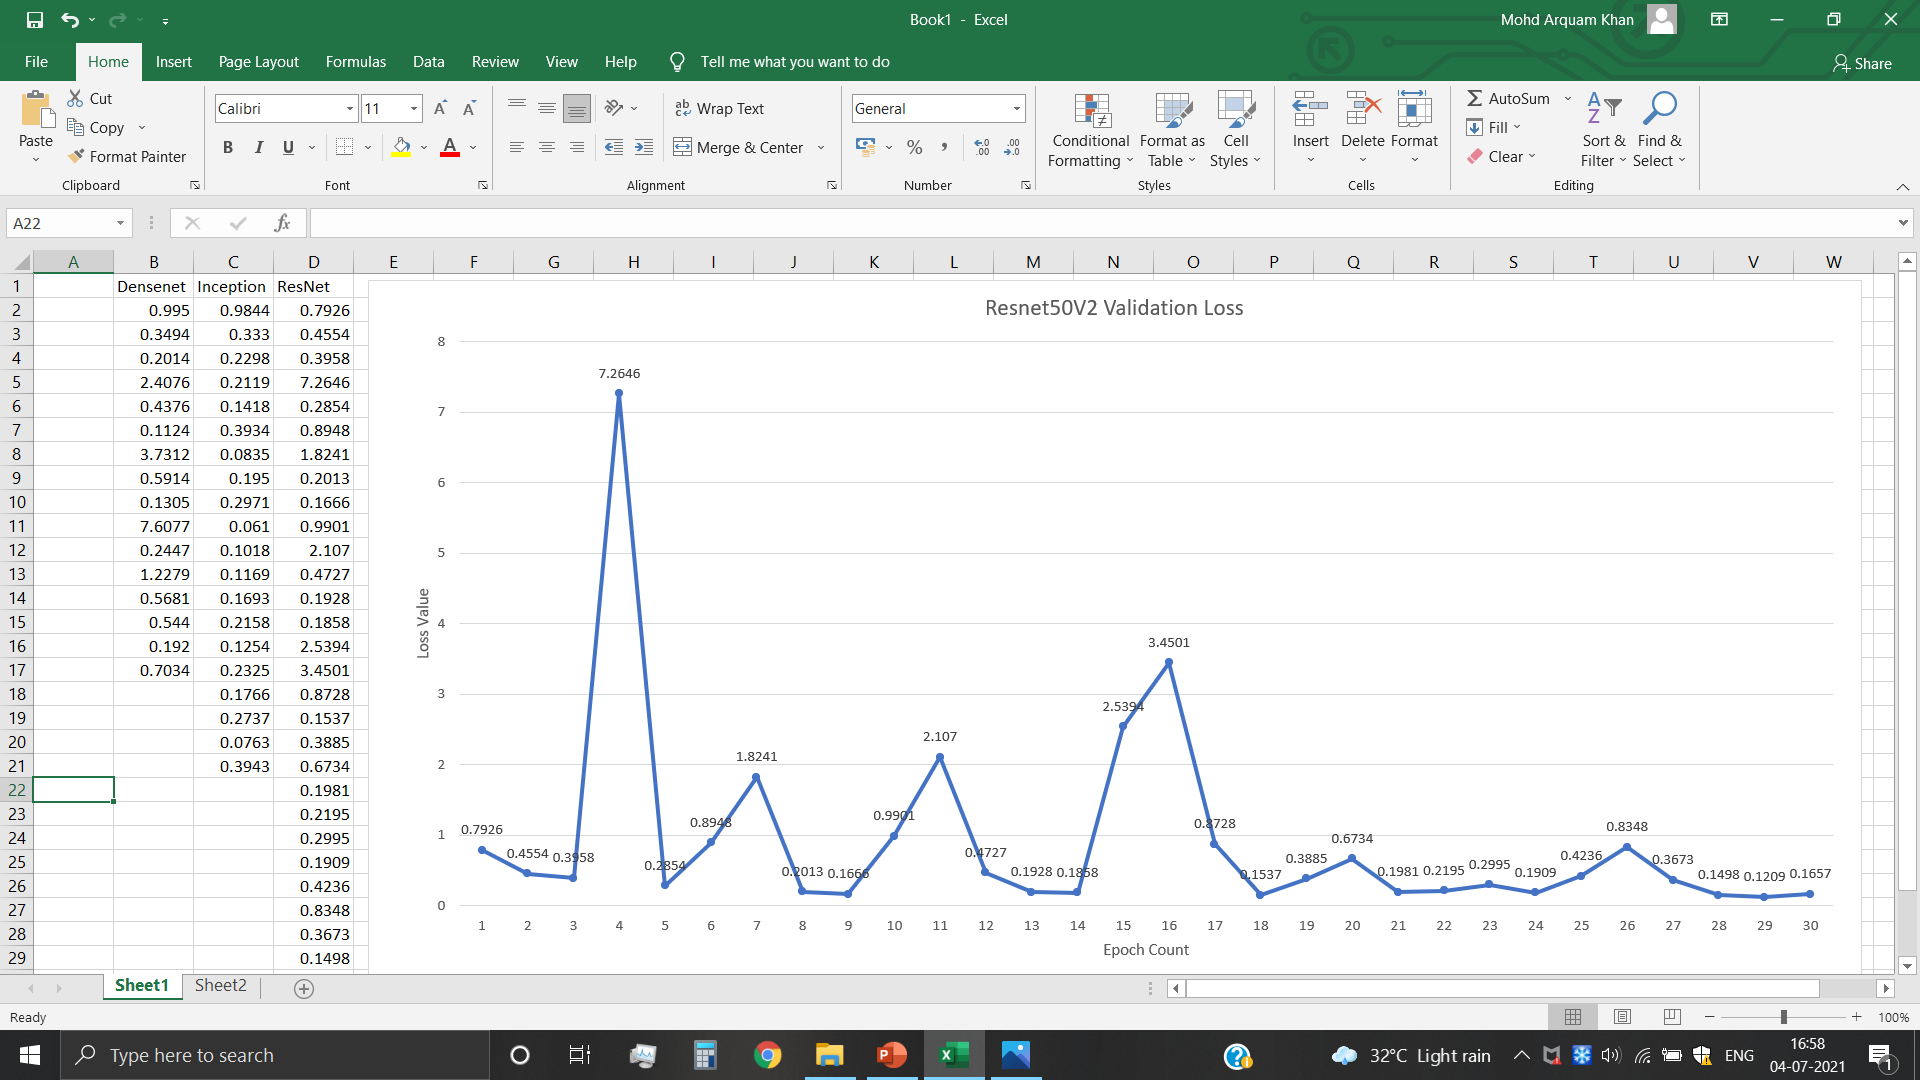 Book1 - Excel
Mohd Arquam Khan
File Home Insert Page Layout Formulas Data Review View Help Tell me what you want to do
Share
Paste
Cut
Copy
Format Painter
Clipboard
Calibri 11
B I U
Font
Wrap Text
Merge & Center
Alignment
General
% ,
Number
Conditional Formatting
Format as Table
Cell Styles
Styles
Insert Delete Format
Cells
AutoSum
Fill
Clear
Sort & Filter
Find & Select
Editing
A22
fx
A B C D E F G H I J K L M N O P Q R S T U V W
1 Densenet Inception ResNet
2 0.995 0.9844 0.7926
3 0.3494 0.333 0.4554
4 0.2014 0.2298 0.3958
5 2.4076 0.2119 7.2646
6 0.4376 0.1418 0.2854
7 0.1124 0.3934 0.8948
8 3.7312 0.0835 1.8241
9 0.5914 0.195 0.2013
10 0.1305 0.2971 0.1666
11 7.6077 0.061 0.9901
12 0.2447 0.1018 2.107
13 1.2279 0.1169 0.4727
14 0.5681 0.1693 0.1928
15 0.544 0.2158 0.1858
16 0.192 0.1254 2.5394
17 0.7034 0.2325 3.4501
18 0.1766 0.8728
19 0.2737 0.1537
20 0.0763 0.3885
21 0.3943 0.6734
22 0.1981
23 0.2195
24 0.2995
25 0.1909
26 0.4236
27 0.8348
28 0.3673
29 0.1498
Resnet50V2 Validation Loss
Loss Value
8
7
6
5
4
3
2
1
0
0.7926 0.4554 0.3958 7.2646 0.2854 0.8948 1.8241 0.2013 0.1666 0.9901 2.107 0.4727 0.1928 0.1858 2.5394 3.4501 0.8728 0.1537 0.3885 0.6734 0.1981 0.2195 0.2995 0.1909 0.4236 0.8348 0.3673 0.1498 0.1209 0.1657
1 2 3 4 5 6 7 8 9 10 11 12 13 14 15 16 17 18 19 20 21 22 23 24 25 26 27 28 29 30
Epoch Count
Sheet1 Sheet2
Ready
100%
Type here to search
32°C Light rain
ENG
16:58
04-07-2021
1